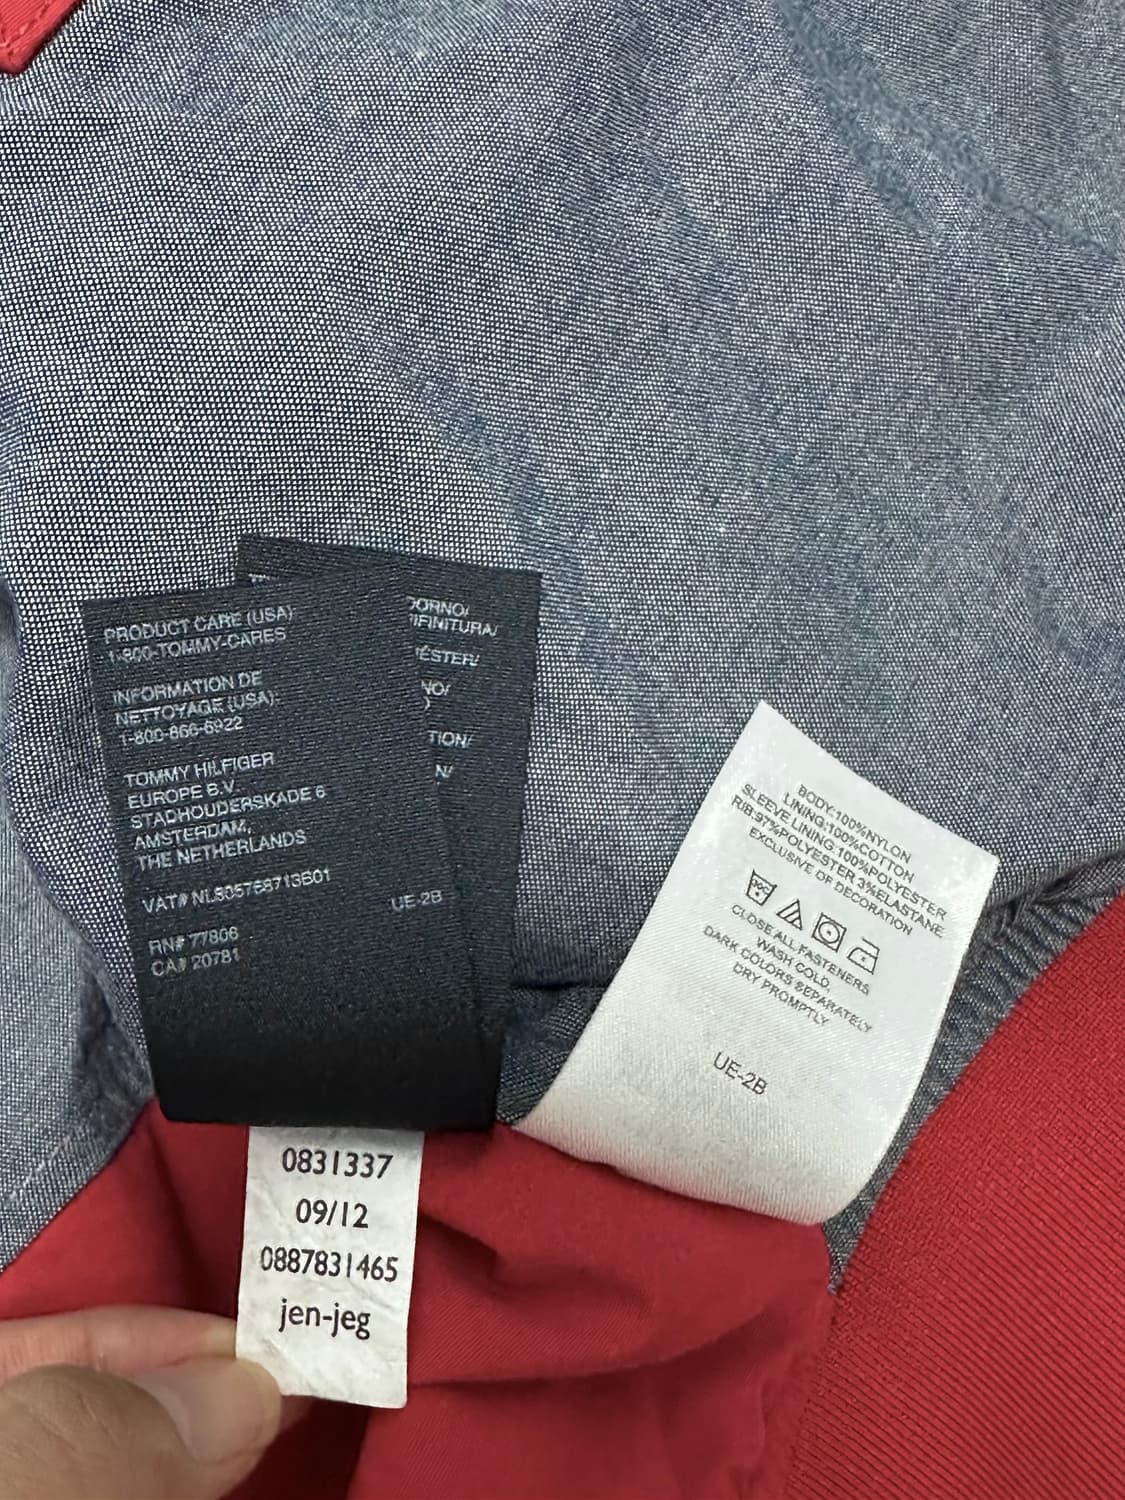 PRODUCT CARE (USA):
1-800-TOMMY-CARES
INFORMATION DE
NETTOYAGE (USA):
1-800-866-6922
TOMMY HILFIGER
EUROPE B.V.
STADHOUDERSKADE 6
AMSTERDAM,
THE NETHERLANDS
VAT# NL805768713B01
UE-2B
RN# 77806
CA# 20781
BODY:100%NYLON
LINING:100%COTTON
SLEEVE LINING:100%POLYESTER
RIB:97%POLYESTER 3%ELASTANE
EXCLUSIVE OF DECORATION
CLOSE ALL FASTENERS
WASH COLD,
DARK COLORS SEPARATELY
DRY PROMPTLY
UE-2B
0831337
09/12
0887831465
jen-jeg